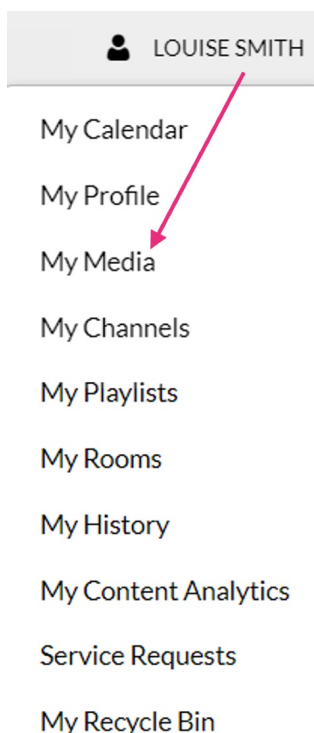 LOUISE SMITH
My Calendar
My Profile
My Media
My Channels
My Playlists
My Rooms
My History
My Content Analytics
Service Requests
My Recycle Bin